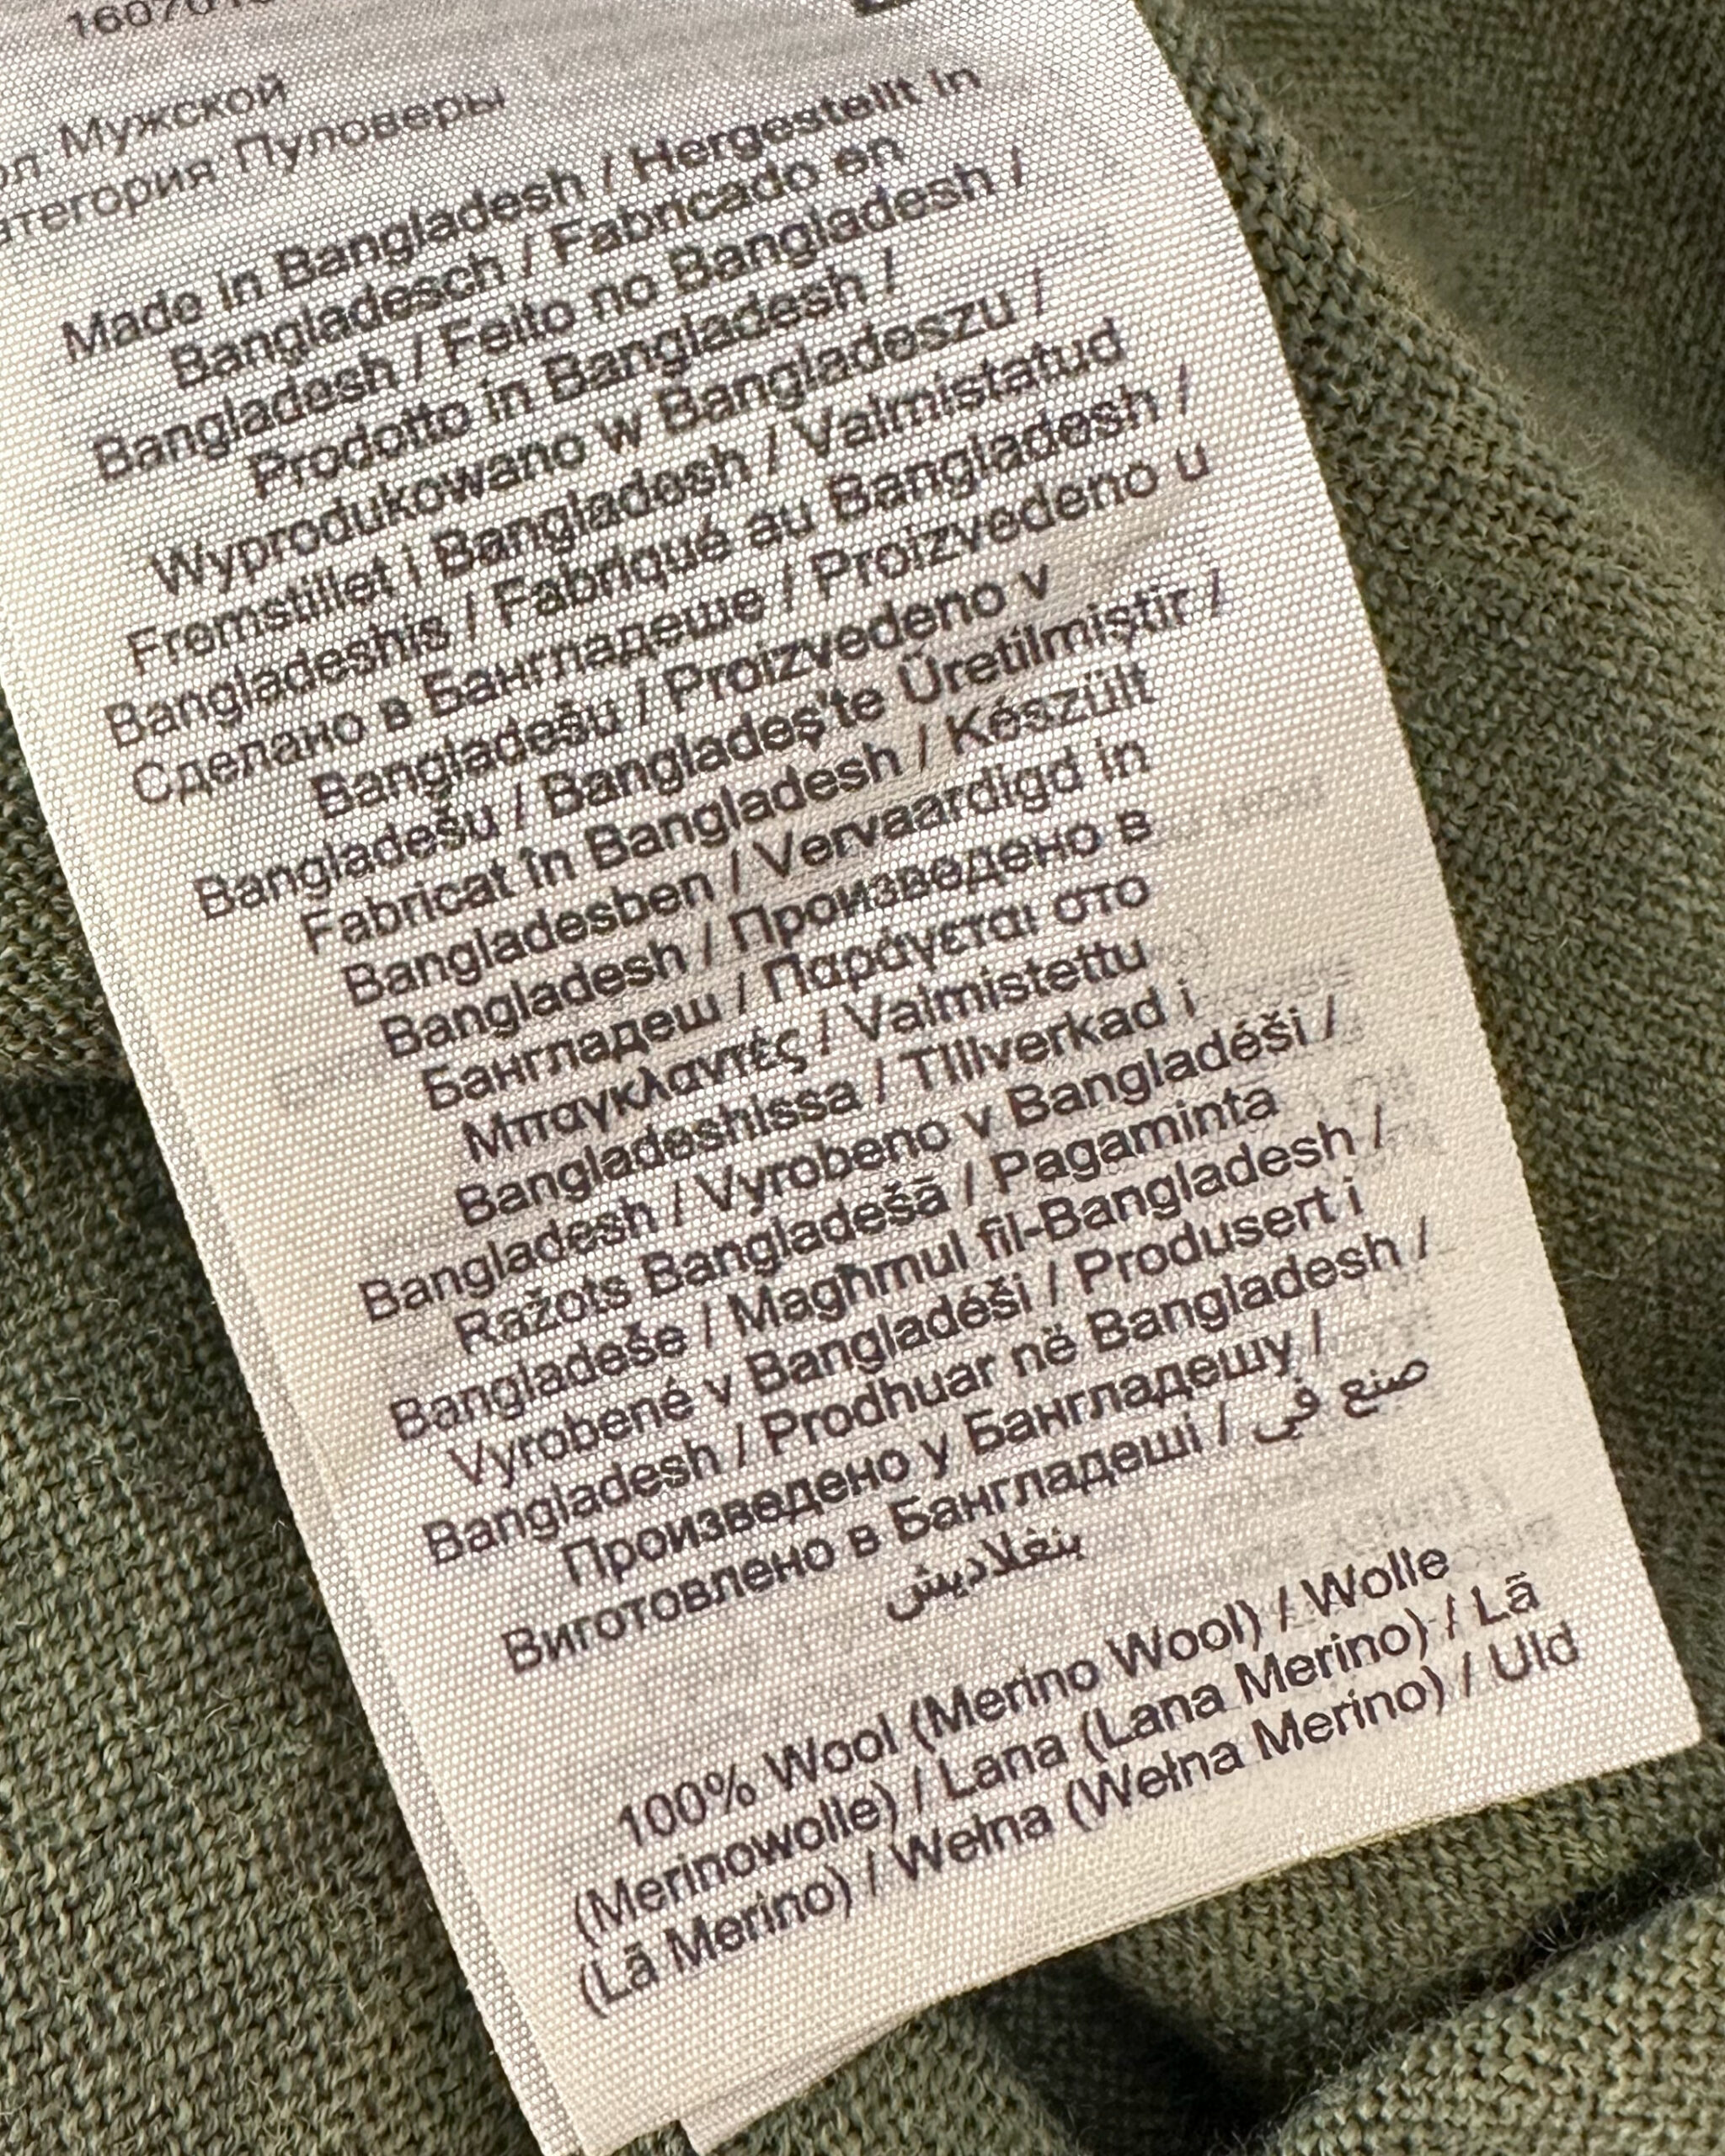 Мужской
Пуловеры
Made in Bangladesh / Hergestellt in
Bangladesch / Fabricado en
Bangladesh / Feito no Bangladesh /
Prodotto in Bangladesh /
Wyprodukowano w Bangladeszu /
Fremstillet i Bangladesh / Valmistatud
Bangladeshis / Fabriqué au Bangladesh /
Сделано в Бангладеше / Proizvedeno u
Bangladešu / Proizvedeno v
Bangladešu / Bangladeş'te Üretilmiştir /
Fabricat în Bangladesh / Készült
Bangladesben / Vervaardigd in
Bangladesh / Произведено в
Бангладеш / Παράγεται στο
Μπαγκλαντές / Valmistettu
Bangladeshissa / Tillverkad i
Bangladesh / Vyrobeno v Bangladéši /
Ražots Bangladešā / Pagaminta
Bangladeše / Magħmul fil-Bangladesh /
Vyrobené v Bangladéši / Produsert i
Bangladesh / Prodhuar në Bangladesh /
Произведено у Бангладешу /
Виготовлено в Бангладеші / صنع في
بنغلاديش
100% Wool (Merino Wool) / Wolle
(Merinowolle) / Lana (Lana Merino) / Lã
(Lã Merino) / Wełna (Wełna Merino) / Uld